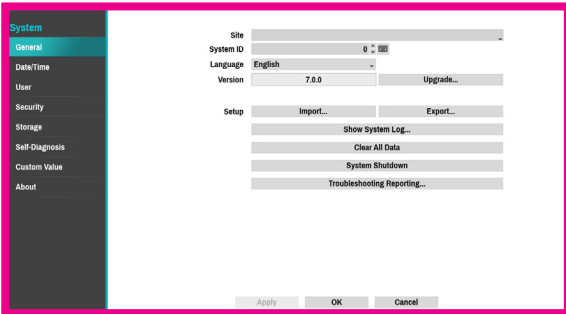 System
General
Date/Time
User
Security
Storage
Self-Diagnosis
Custom Value
About
Site
System ID 0
Language English
Version 7.0.0 Upgrade...
Setup Import... Export...
Show System Log...
Clear All Data
System Shutdown
Troubleshooting Reporting...
Apply OK Cancel